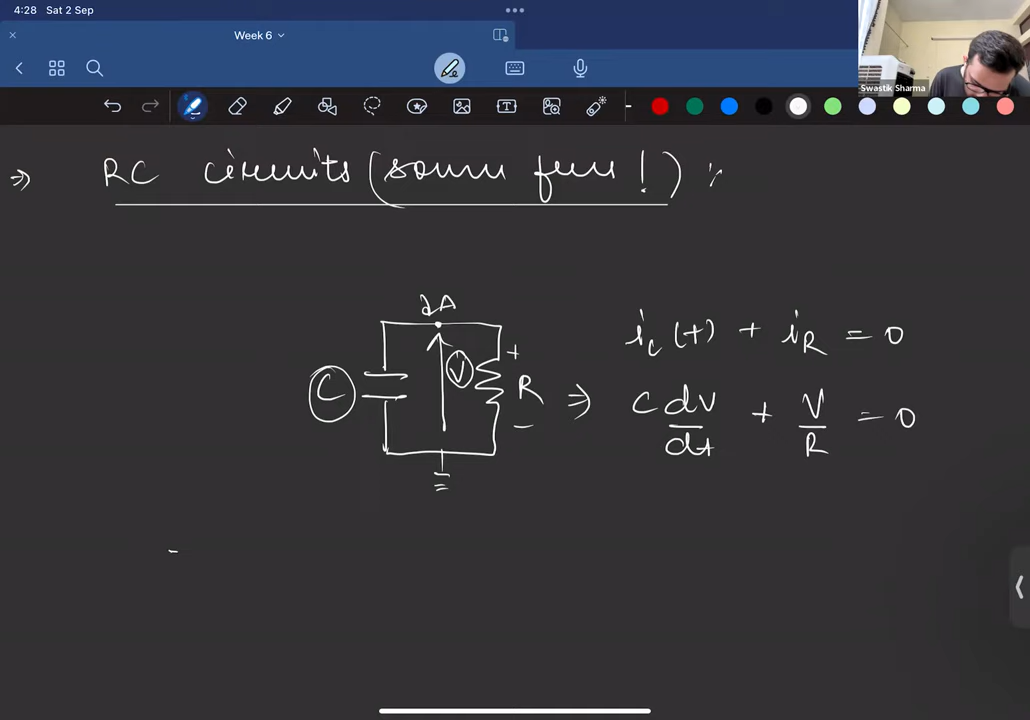 4:28 Sat 2 Sep
Week 6
Swastik Sharma
⇒ RC circuits (some fun!) :
A
C V + R −
⇒
i_c(t) + i_R = 0
C dV/dt + V/R = 0